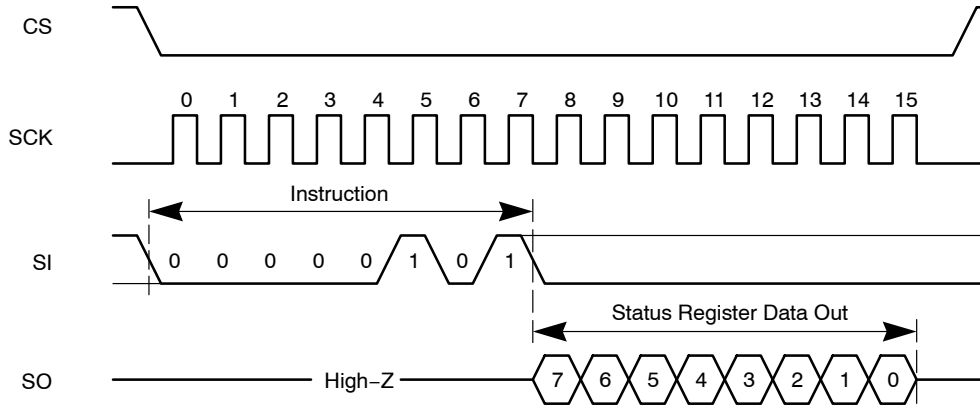 CS
0 1 2 3 4 5 6 7 8 9 10 11 12 13 14 15
SCK
Instruction
SI 0 0 0 0 0 1 0 1
Status Register Data Out
SO High−Z 7 6 5 4 3 2 1 0